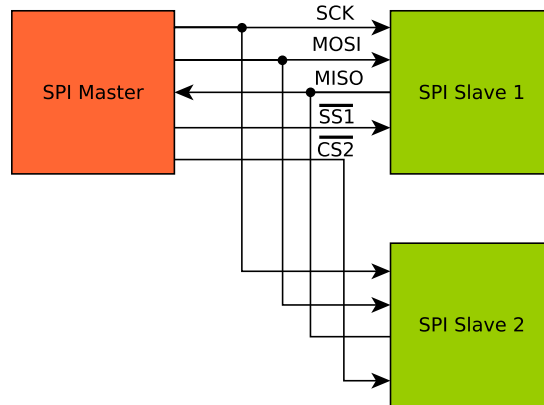 SCK
MOSI
SPI Master
MISO
SPI Slave 1
SS1
CS2
SPI Slave 2